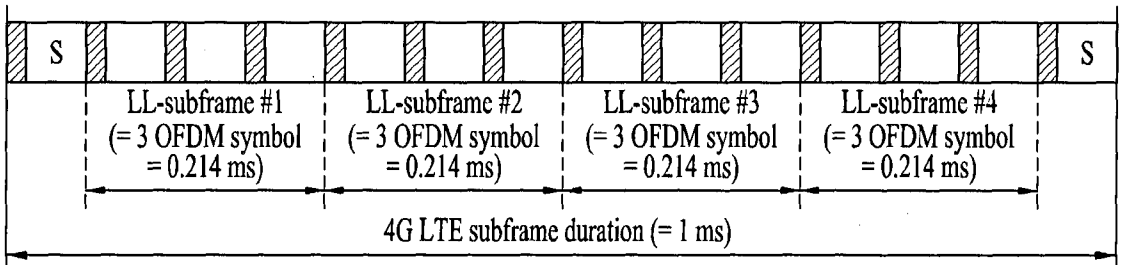 S S
LL-subframe #1 LL-subframe #2 LL-subframe #3 LL-subframe #4
(= 3 OFDM symbol (= 3 OFDM symbol (= 3 OFDM symbol (= 3 OFDM symbol
= 0.214 ms) = 0.214 ms) = 0.214 ms) = 0.214 ms)
4G LTE subframe duration (= 1 ms)